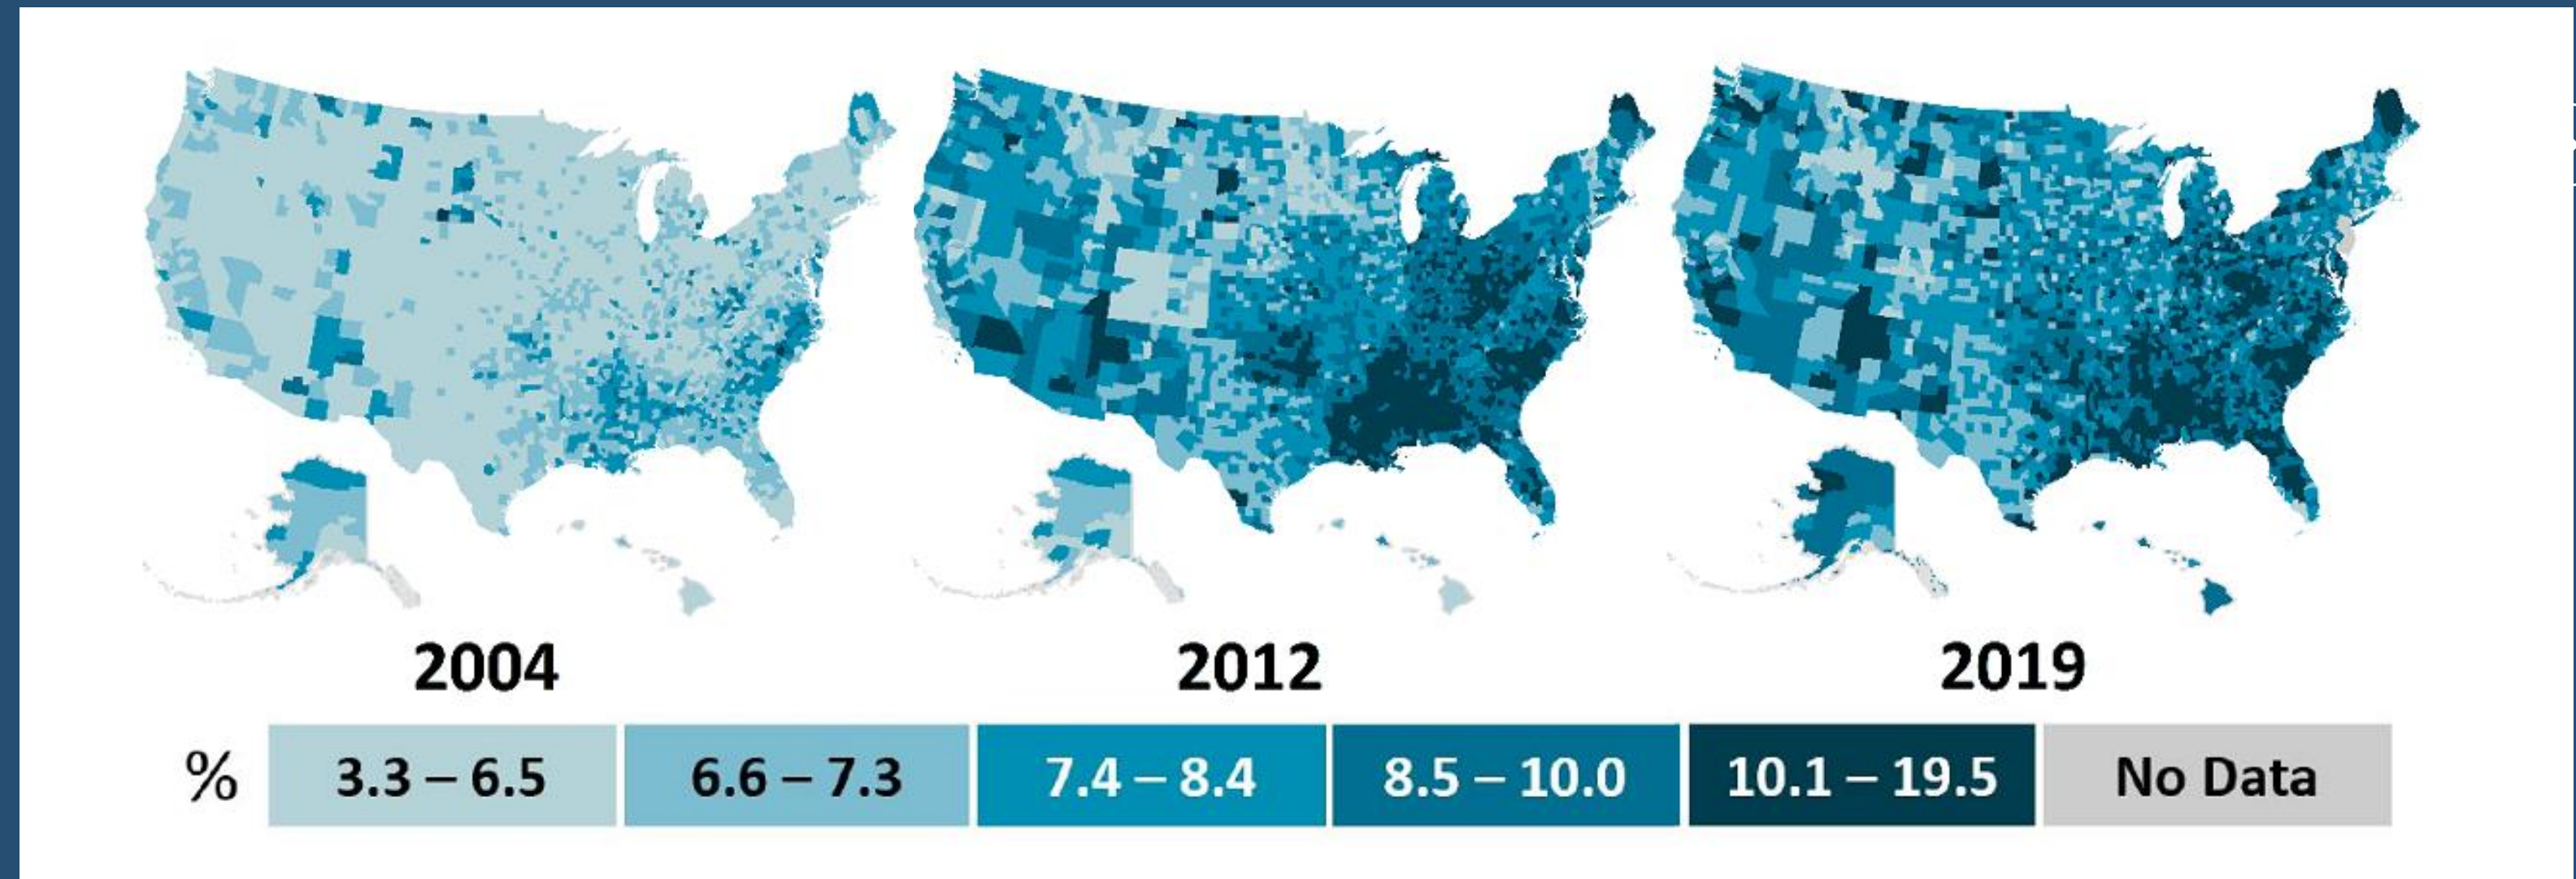 2004 2012 2019
% 3.3 – 6.5 6.6 – 7.3 7.4 – 8.4 8.5 – 10.0 10.1 – 19.5 No Data